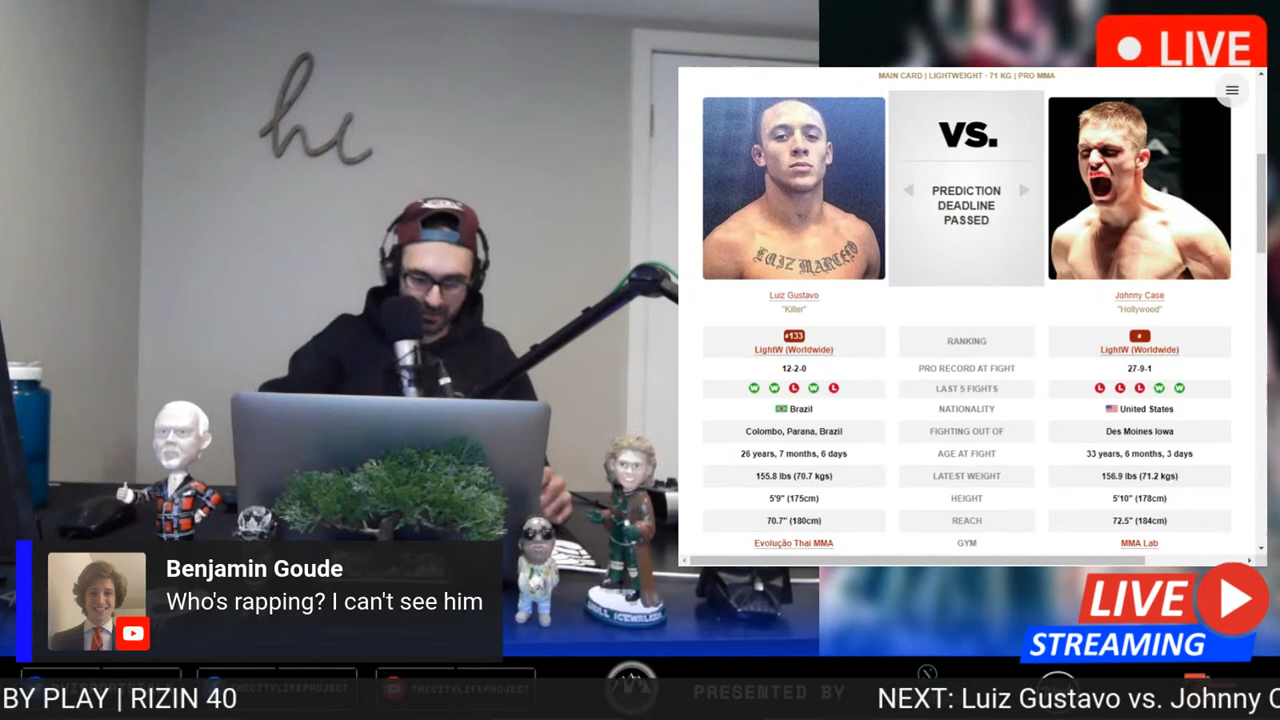 hi
LIVE
MAIN CARD | LIGHTWEIGHT - 71 KG | PRO MMA
LUIZ MARTELO
VS.
PREDICTION
DEADLINE
PASSED
Luiz Gustavo
"Killer"
Johnny Case
"Hollywood"
#133
LightW (Worldwide)
RANKING
#
LightW (Worldwide)
12-2-0
PRO RECORD AT FIGHT
27-9-1
W W L W L
LAST 5 FIGHTS
L L L W W
Brazil
NATIONALITY
United States
Colombo, Parana, Brazil
FIGHTING OUT OF
Des Moines Iowa
26 years, 7 months, 6 days
AGE AT FIGHT
33 years, 6 months, 3 days
155.8 lbs (70.7 kgs)
LATEST WEIGHT
156.9 lbs (71.2 kgs)
5'9" (175cm)
HEIGHT
5'10" (178cm)
70.7" (180cm)
REACH
72.5" (184cm)
Evolução Thai MMA
GYM
MMA Lab
Benjamin Goude
Who's rapping? I can't see him
LIVE
STREAMING
THECITYLIFEPROJECT
THECITYLIFEPROJECT
PRESENTED BY
BY PLAY | RIZIN 40
NEXT: Luiz Gustavo vs. Johnny C